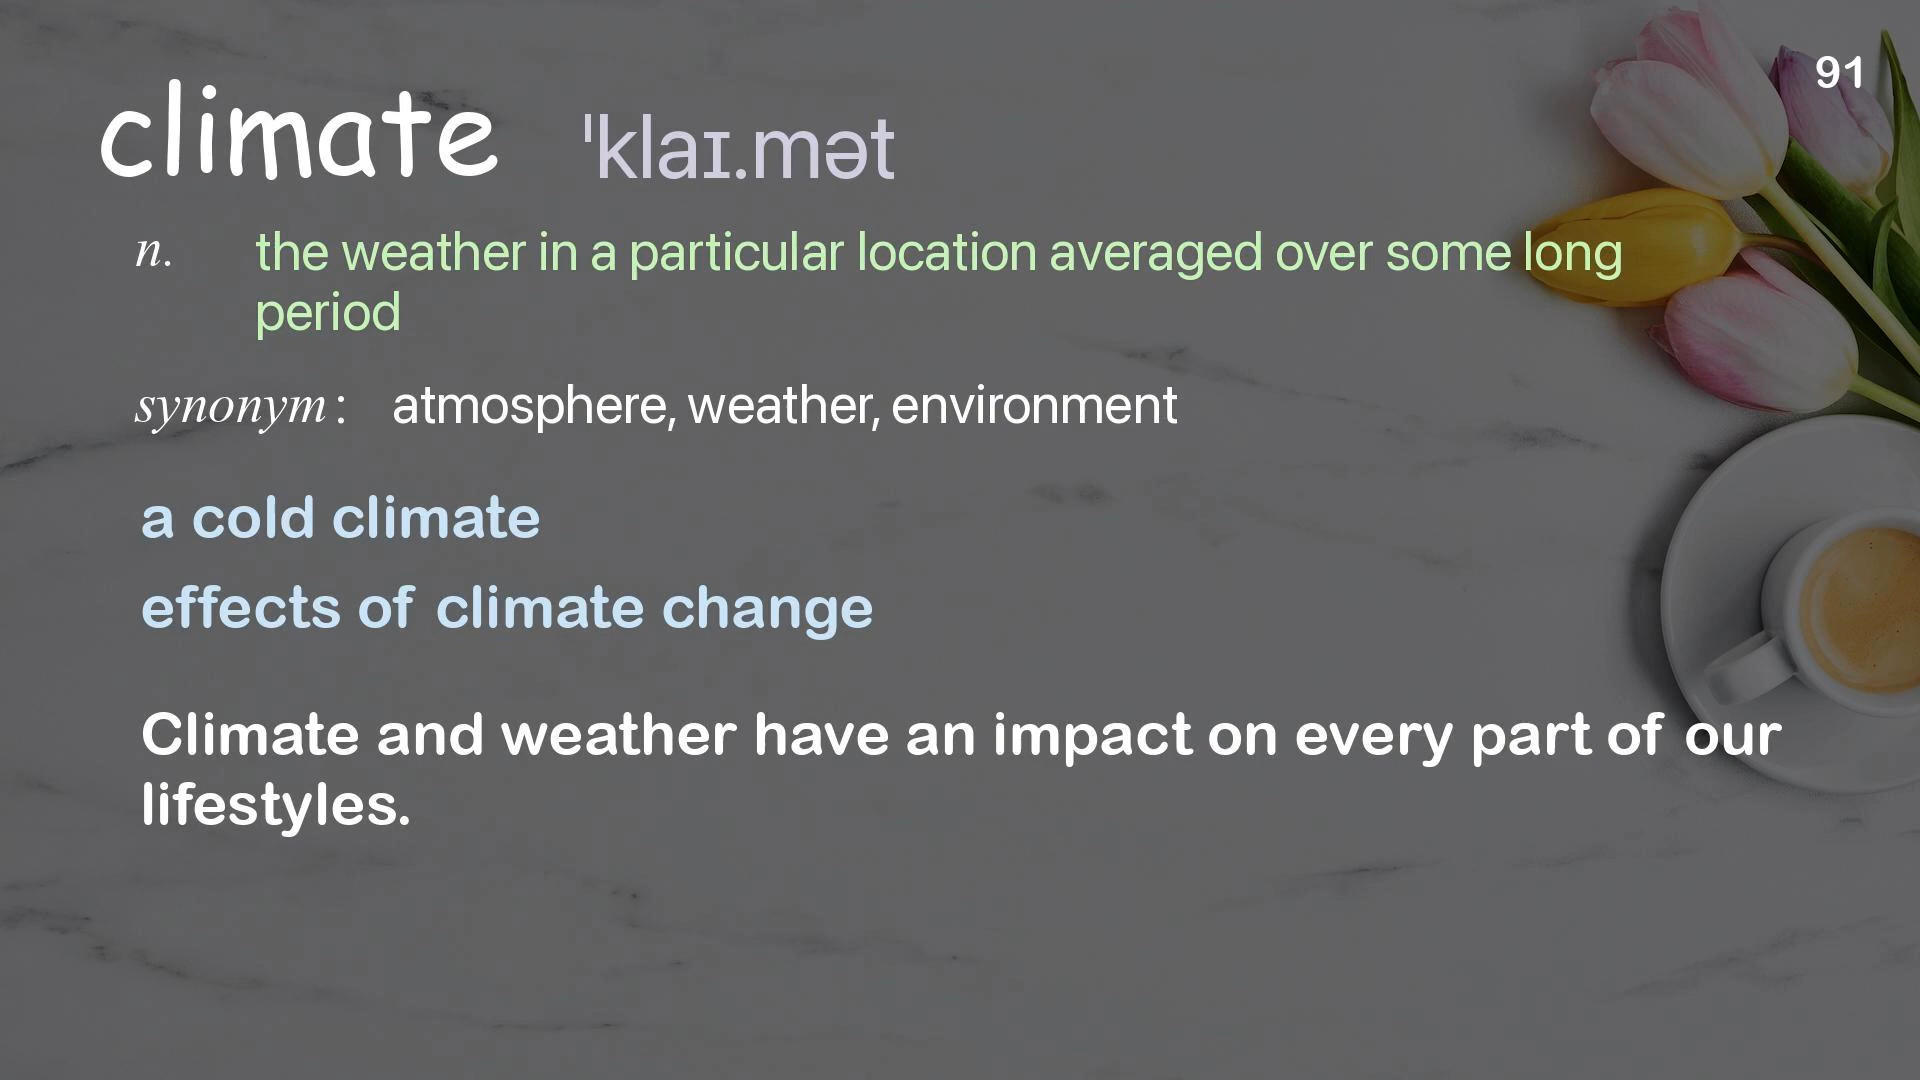 91
climate ˈklaɪ.mət
n. the weather in a particular location averaged over some long
period
synonym: atmosphere, weather, environment
a cold climate
effects of climate change
Climate and weather have an impact on every part of our
lifestyles.